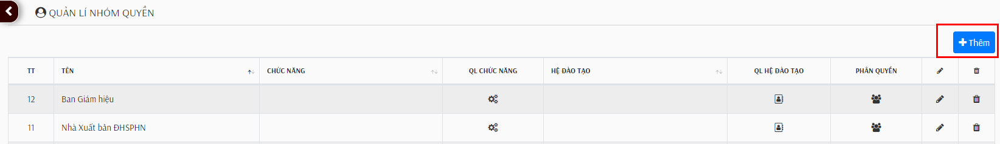 QUẢN LÍ NHÓM QUYỀN
Thêm
TT TÊN CHỨC NĂNG QL CHỨC NĂNG HỆ ĐÀO TẠO QL HỆ ĐÀO TẠO PHÂN QUYỀN
12 Ban Giám hiệu
11 Nhà Xuất bản ĐHSPHN